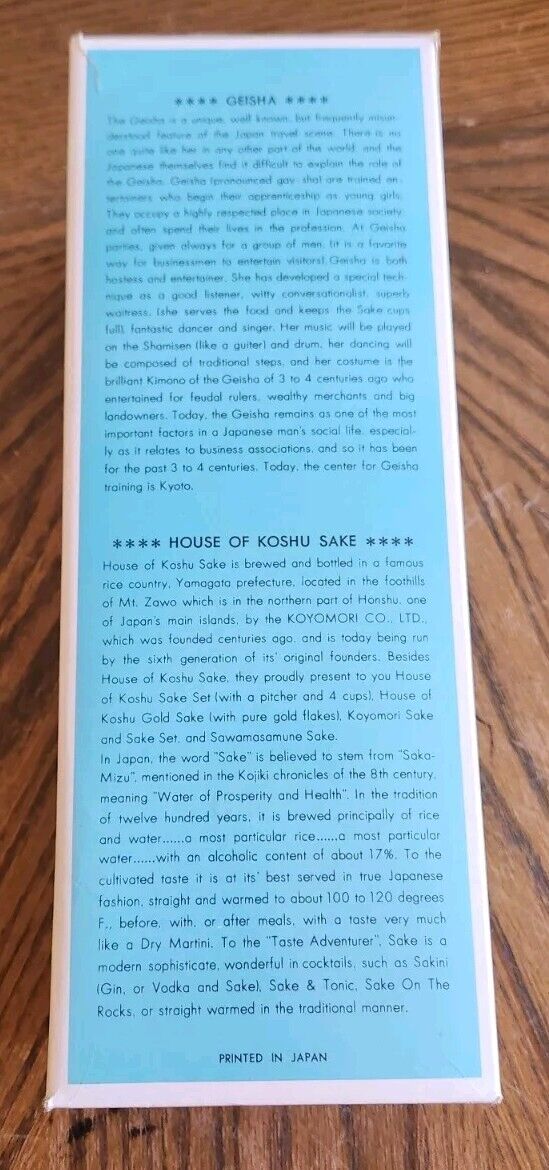 **** GEISHA ****
The Geisha is a unique, well known, but frequently misun-
derstood feature of the Japan travel scene. There is no
one quite like her in any other part of the world, and the
Japanese themselves find it difficult to explain the role of
the Geisha. Geisha (pronounced gay- sha) are trained en-
tertainers who begin their apprenticeship as young girls.
They occupy a highly respected place in Japanese society
and often spend their lives in the profession. At Geisha
parties, given always for a group of men, (it is a favorite
way for businessmen to entertain visitors) Geisha is both
hostess and entertainer. She has developed a special tech-
nique as a good listener, witty conversationalist, superb
waitress, (she serves the food and keeps the Sake cups
full), fantastic dancer and singer. Her music will be played
on the Shamisen (like a guiter) and drum, her dancing will
be composed of traditional steps, and her costume is the
brilliant Kimono of the Geisha of 3 to 4 centuries ago who
entertained for feudal rulers, wealthy merchants and big
landowners. Today, the Geisha remains as one of the most
important factors in a Japanese man's social life, especial-
ly as it relates to business associations, and so it has been
for the past 3 to 4 centuries. Today, the center for Geisha
training is Kyoto.
**** HOUSE OF KOSHU SAKE ****
House of Koshu Sake is brewed and bottled in a famous
rice country, Yamagata prefecture, located in the foothills
of Mt. Zawo which is in the northern part of Honshu, one
of Japan's main islands, by the KOYOMORI CO., LTD.,
which was founded centuries ago, and is today being run
by the sixth generation of its' original founders. Besides
House of Koshu Sake, they proudly present to you House
of Koshu Sake Set (with a pitcher and 4 cups), House of
Koshu Gold Sake (with pure gold flakes), Koyomori Sake
and Sake Set, and Sawamasamune Sake.
In Japan, the word "Sake" is believed to stem from "Saka-
Mizu", mentioned in the Kojiki chronicles of the 8th century,
meaning "Water of Prosperity and Health". In the tradition
of twelve hundred years, it is brewed principally of rice
and water......a most particular rice......a most particular
water......with an alcoholic content of about 17%. To the
cultivated taste it is at its' best served in true Japanese
fashion, straight and warmed to about 100 to 120 degrees
F., before, with, or after meals, with a taste very much
like a Dry Martini. To the "Taste Adventurer", Sake is a
modern sophisticate, wonderful in cocktails, such as Sakini
(Gin, or Vodka and Sake), Sake & Tonic, Sake On The
Rocks, or straight warmed in the traditional manner.
PRINTED IN JAPAN